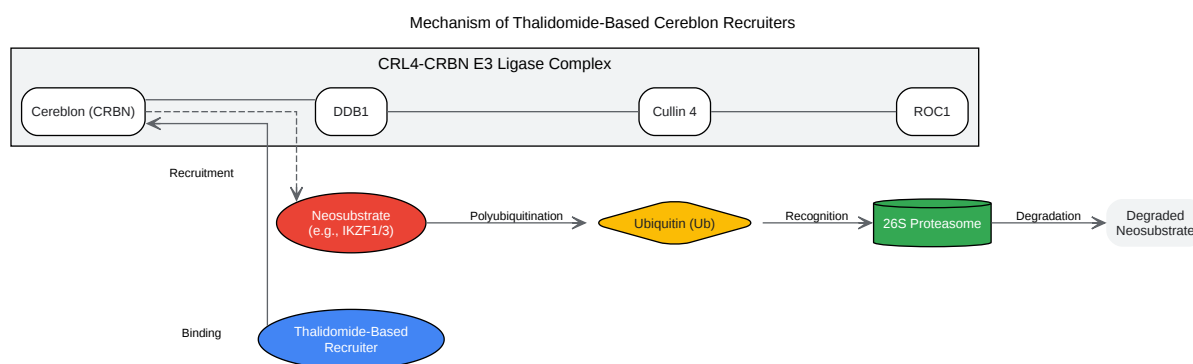 Mechanism of Thalidomide-Based Cereblon Recruiters
CRL4-CRBN E3 Ligase Complex
Cereblon (CRBN)
DDB1
Cullin 4
ROC1
Recruitment
Neosubstrate
(e.g., IKZF1/3)
Polyubiquitination
Ubiquitin (Ub)
Recognition
26S Proteasome
Degradation
Degraded
Neosubstrate
Binding
Thalidomide-Based
Recruiter